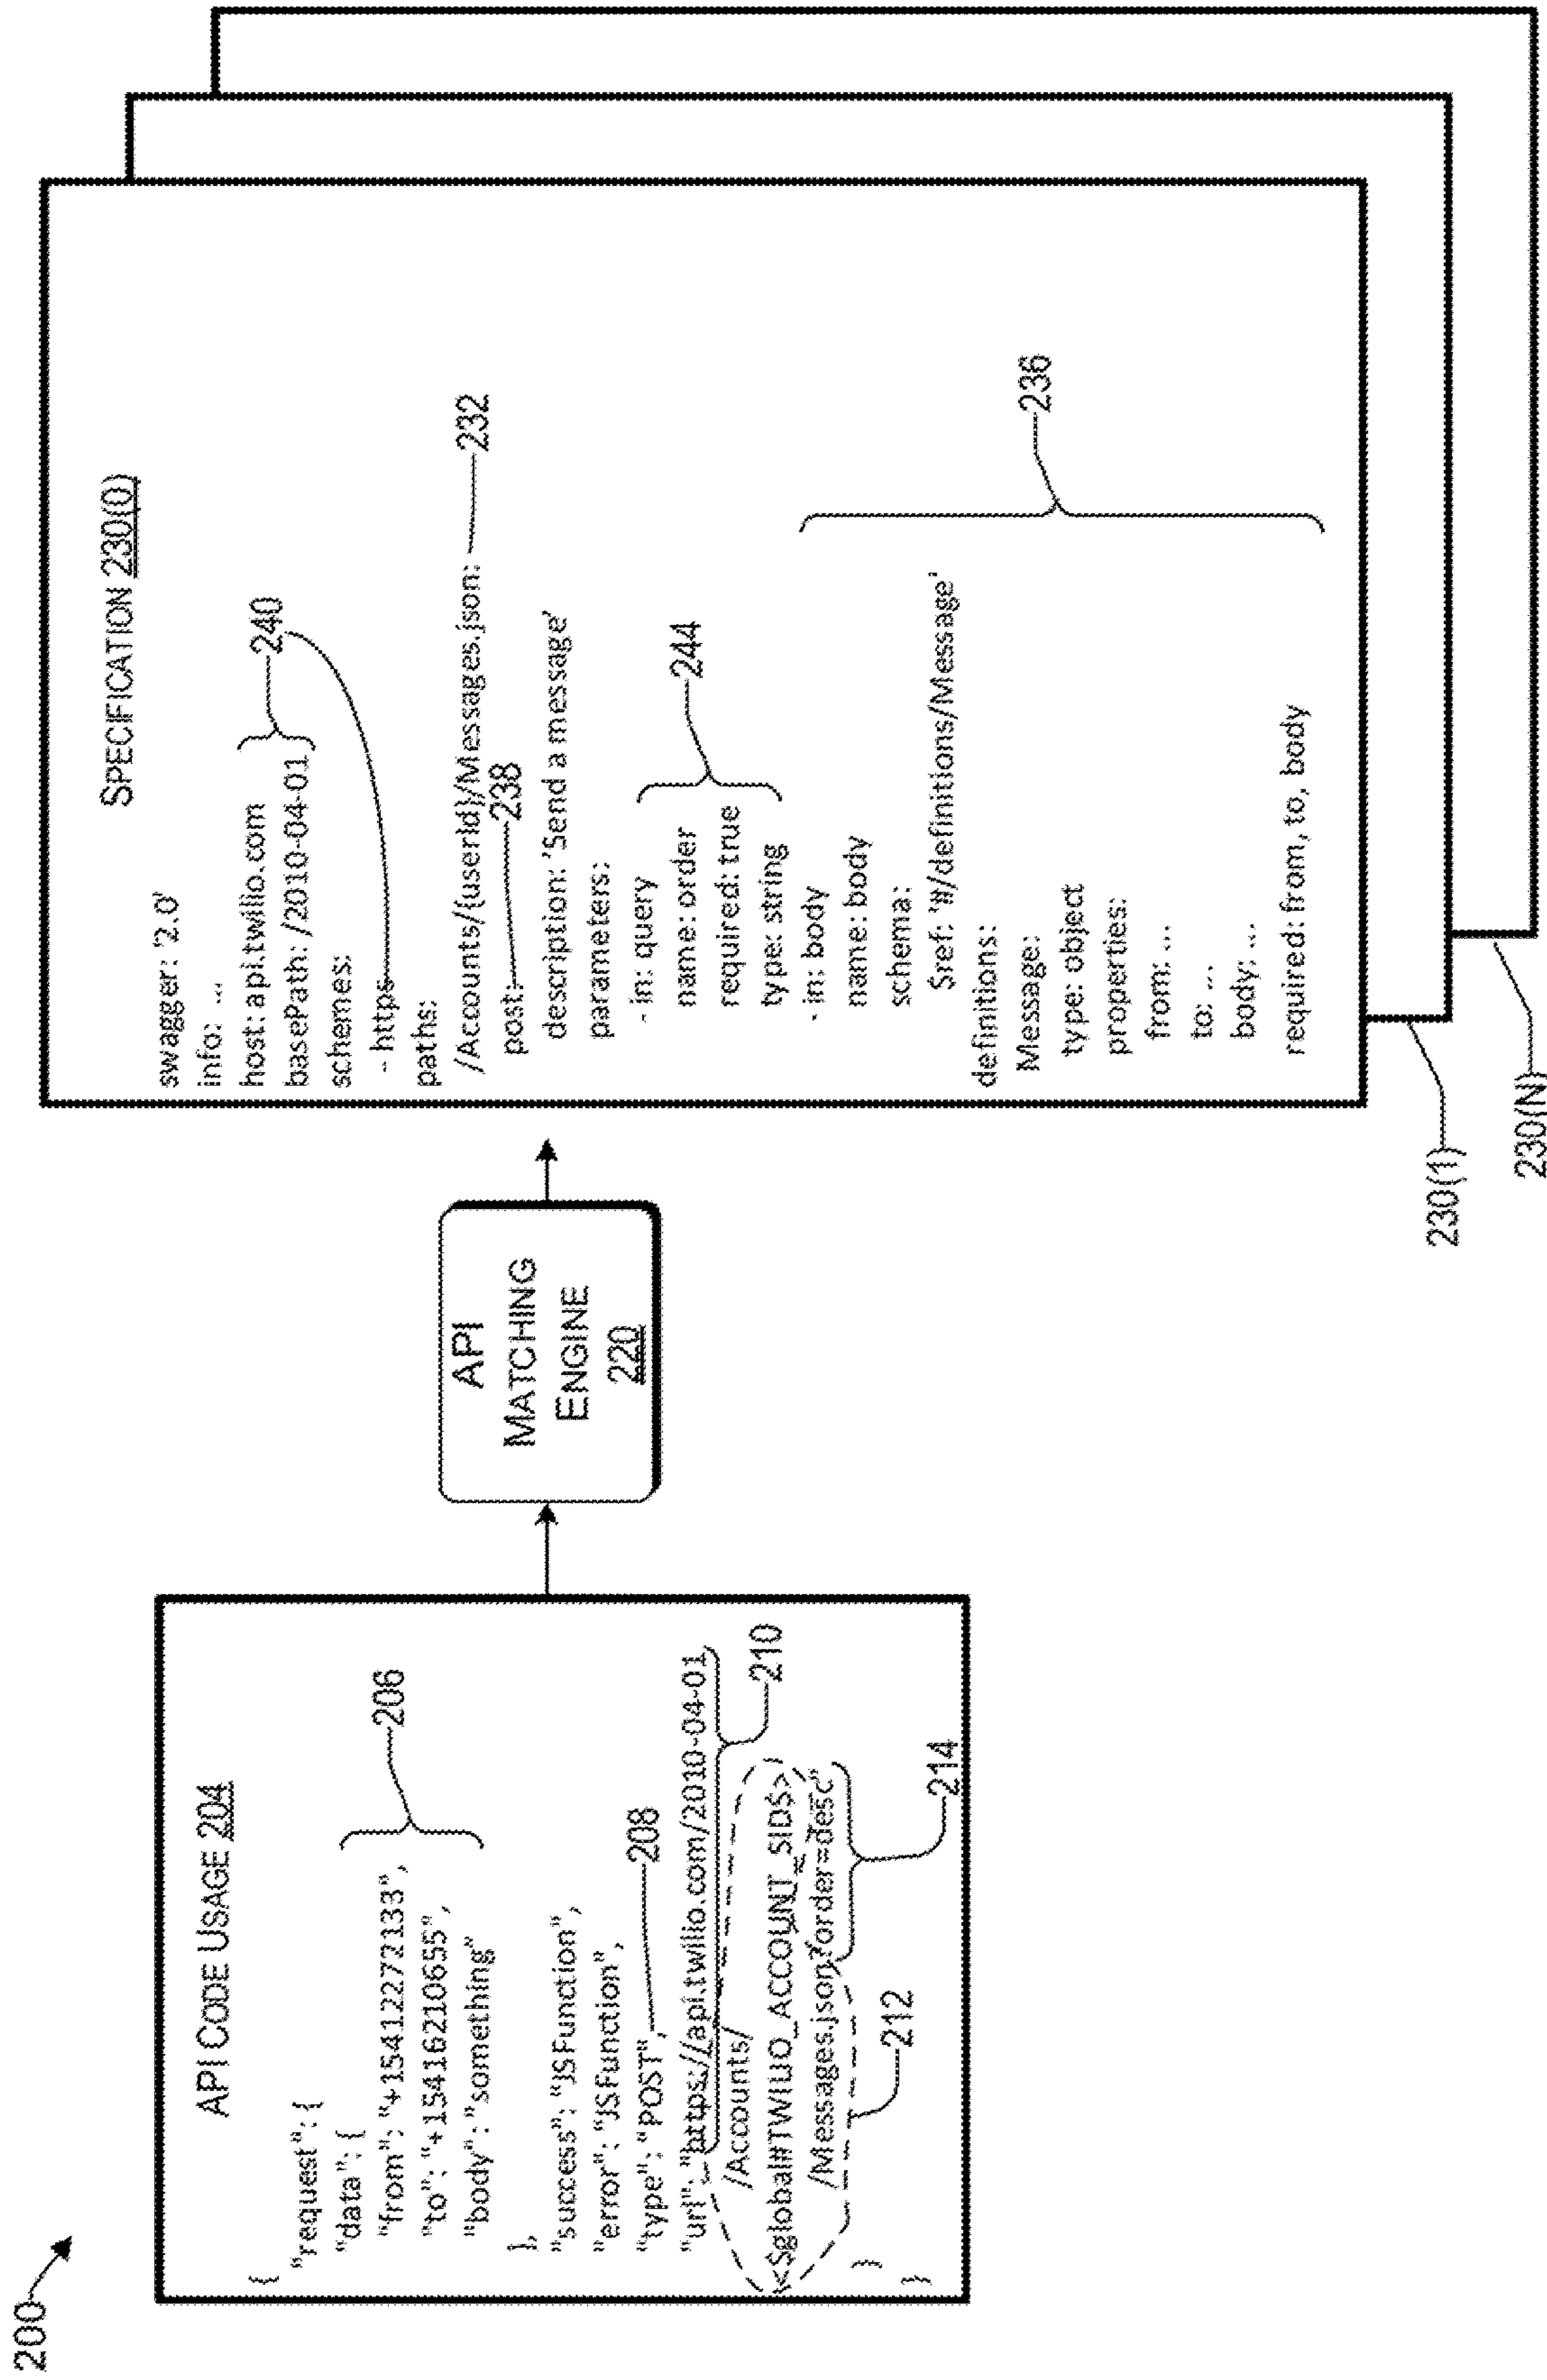 200
API CODE USAGE 204
{
"request": {
"data": {
"from": "+15412272133",
"to": "+15416210655",
"body": "something"
},
"success": "JSFunction",
"error": "JSFunction",
"type": "POST",
"url": "https://api.twilio.com/2010-04-01
/Accounts/
<$global#TWILIO_ACCOUNT_SID$>
/Messages.json?order=desc"
}
}
206
208
210
212
214
API
MATCHING
ENGINE
220
SPECIFICATION 230(0)
swagger: '2.0'
info: ...
host: api.twilio.com
basePath: /2010-04-01
schemes:
- https
paths:
/Accounts/{userId}/Messages.json:
post:
description: 'Send a message'
parameters:
- in: query
name: order
required: true
type: string
- in: body
name: body
schema:
$ref: '#/definitions/Message'
definitions:
Message:
type: object
properties:
from: ...
to: ...
body: ...
required: from, to, body
240
232
238
244
236
230(1)
230(N)